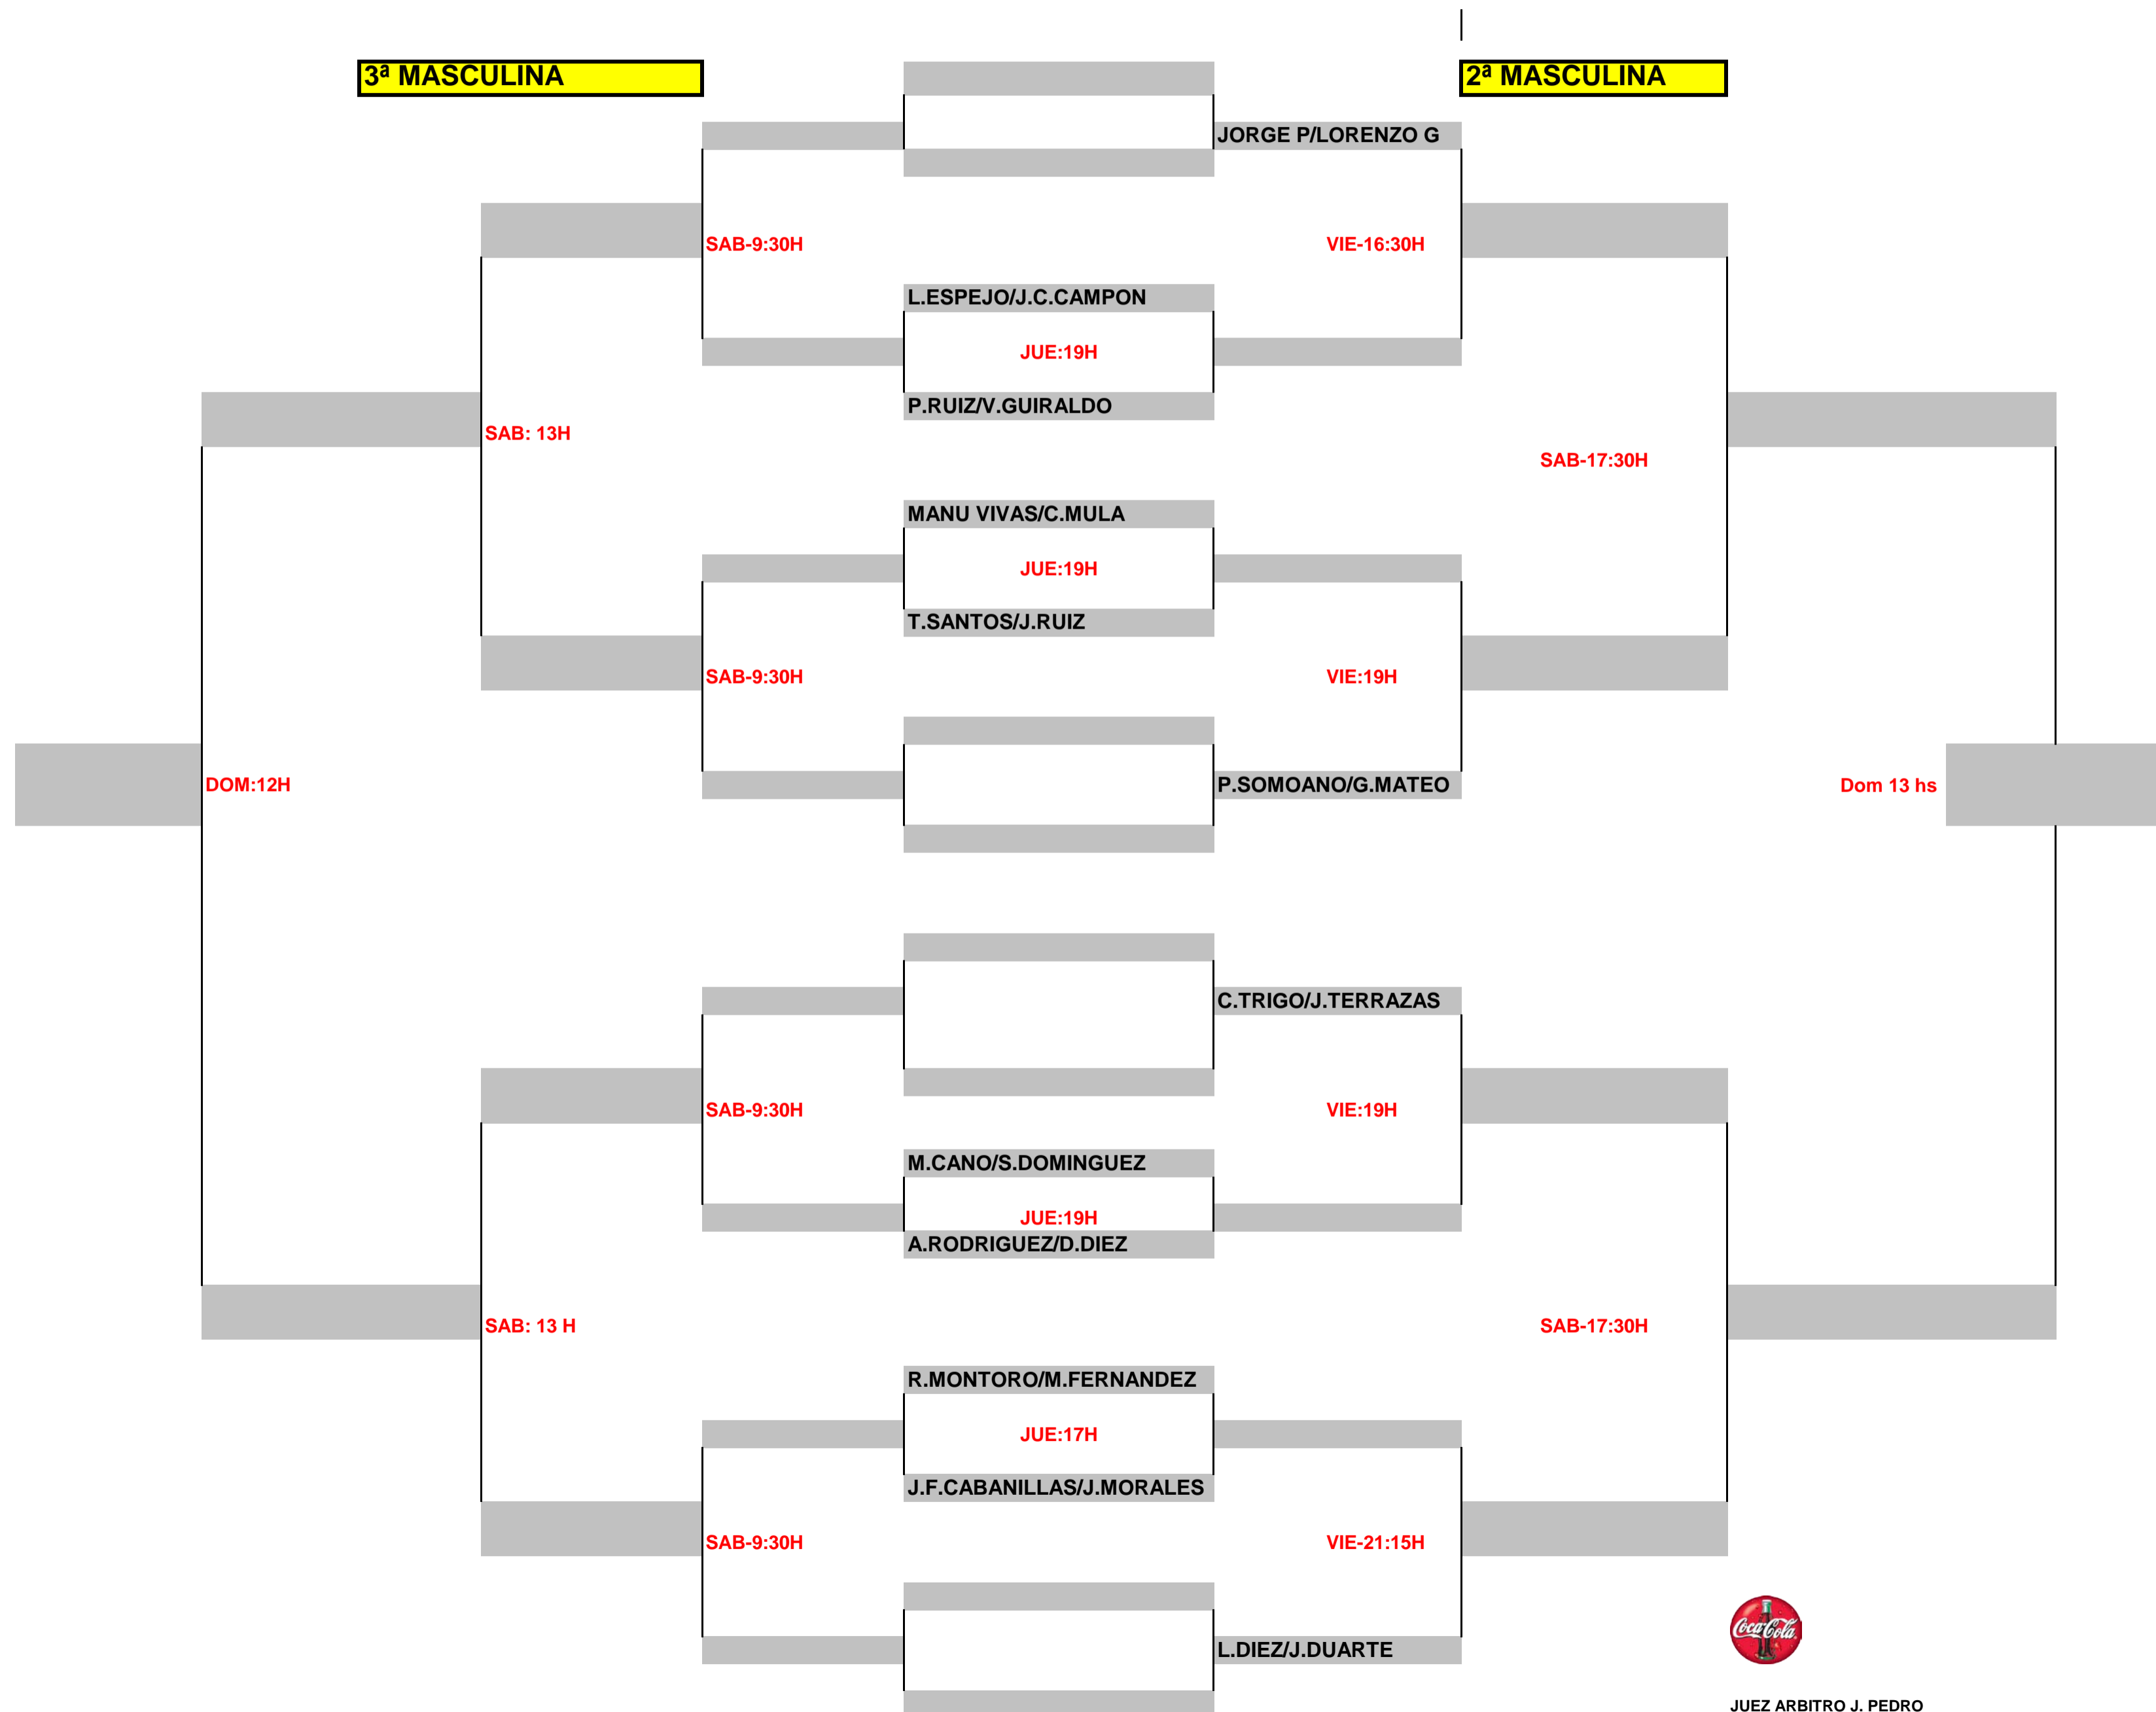 3ª MASCULINA
2ª MASCULINA
JORGE P/LORENZO G
SAB-9:30H
VIE-16:30H
L.ESPEJO/J.C.CAMPON
JUE:19H
P.RUIZ/V.GUIRALDO
SAB: 13H
SAB-17:30H
MANU VIVAS/C.MULA
JUE:19H
T.SANTOS/J.RUIZ
SAB-9:30H
VIE:19H
DOM:12H
P.SOMOANO/G.MATEO
Dom 13 hs
C.TRIGO/J.TERRAZAS
SAB-9:30H
VIE:19H
M.CANO/S.DOMINGUEZ
JUE:19H
A.RODRIGUEZ/D.DIEZ
SAB: 13 H
SAB-17:30H
R.MONTORO/M.FERNANDEZ
JUE:17H
J.F.CABANILLAS/J.MORALES
SAB-9:30H
VIE-21:15H
Coca-Cola
L.DIEZ/J.DUARTE
JUEZ ARBITRO J. PEDRO